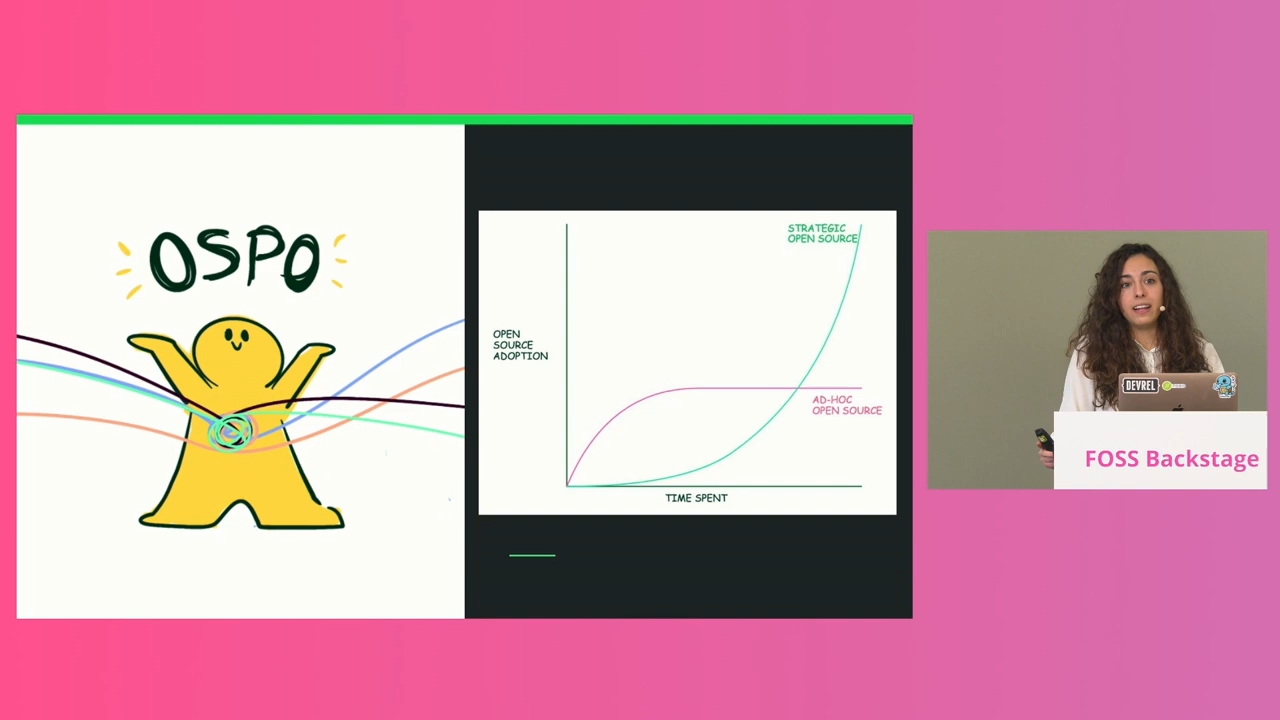 OSPO
STRATEGIC
OPEN SOURCE
OPEN
SOURCE
ADOPTION
AD-HOC
OPEN SOURCE
TIME SPENT
DEVREL
FOSS Backstage